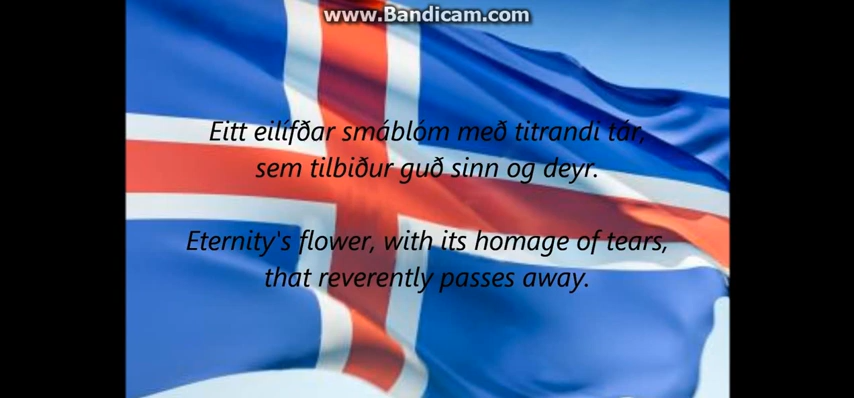 www.Bandicam.com
Eitt eilífðar smáblóm með titrandi tár,
sem tilbiður guð sinn og deyr.
Eternity's flower, with its homage of tears,
that reverently passes away.